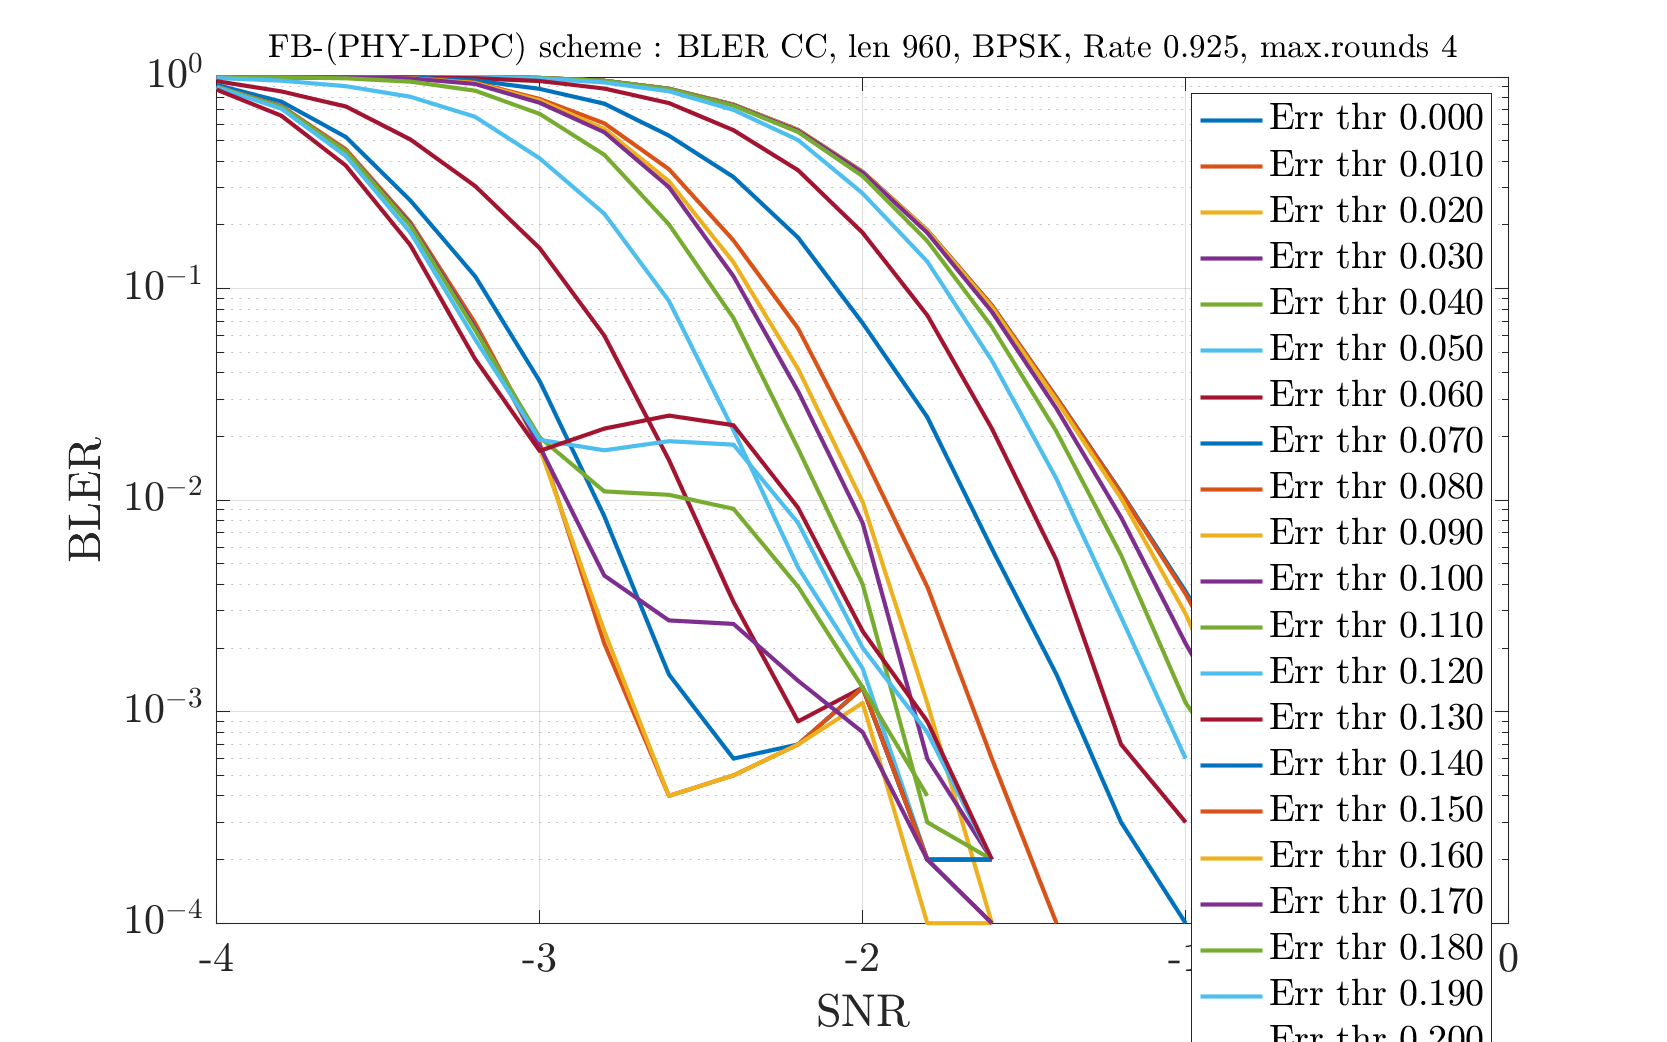 FB-(PHY-LDPC) scheme : BLER CC, len 960, BPSK, Rate 0.925, max.rounds 4
10^0
10^-1
10^-2
10^-3
10^-4
BLER
-4
-3
-2
-1
0
SNR
Err thr 0.000
Err thr 0.010
Err thr 0.020
Err thr 0.030
Err thr 0.040
Err thr 0.050
Err thr 0.060
Err thr 0.070
Err thr 0.080
Err thr 0.090
Err thr 0.100
Err thr 0.110
Err thr 0.120
Err thr 0.130
Err thr 0.140
Err thr 0.150
Err thr 0.160
Err thr 0.170
Err thr 0.180
Err thr 0.190
Err thr 0.200